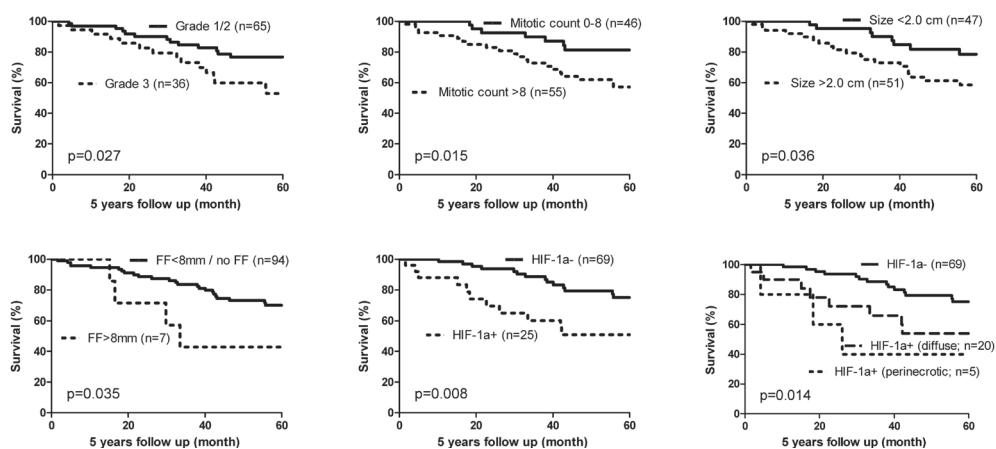 Survival (%)
100
80
60
40
20
0
Grade 1/2 (n=65)
Grade 3 (n=36)
p=0.027
0 20 40 60
5 years follow up (month)
Survival (%)
100
80
60
40
20
0
Mitotic count 0-8 (n=46)
Mitotic count >8 (n=55)
p=0.015
0 20 40 60
5 years follow up (month)
Survival (%)
100
80
60
40
20
0
Size <2.0 cm (n=47)
Size >2.0 cm (n=51)
p=0.036
0 20 40 60
5 years follow up (month)
Survival (%)
100
80
60
40
20
0
FF<8mm / no FF (n=94)
FF>8mm (n=7)
p=0.035
0 20 40 60
5 years follow up (month)
Survival (%)
100
80
60
40
20
0
HIF-1a- (n=69)
HIF-1a+ (n=25)
p=0.008
0 20 40 60
5 years follow up (month)
Survival (%)
100
80
60
40
20
0
HIF-1a- (n=69)
HIF-1a+ (diffuse; n=20)
HIF-1a+ (perinecrotic; n=5)
p=0.014
0 20 40 60
5 years follow up (month)